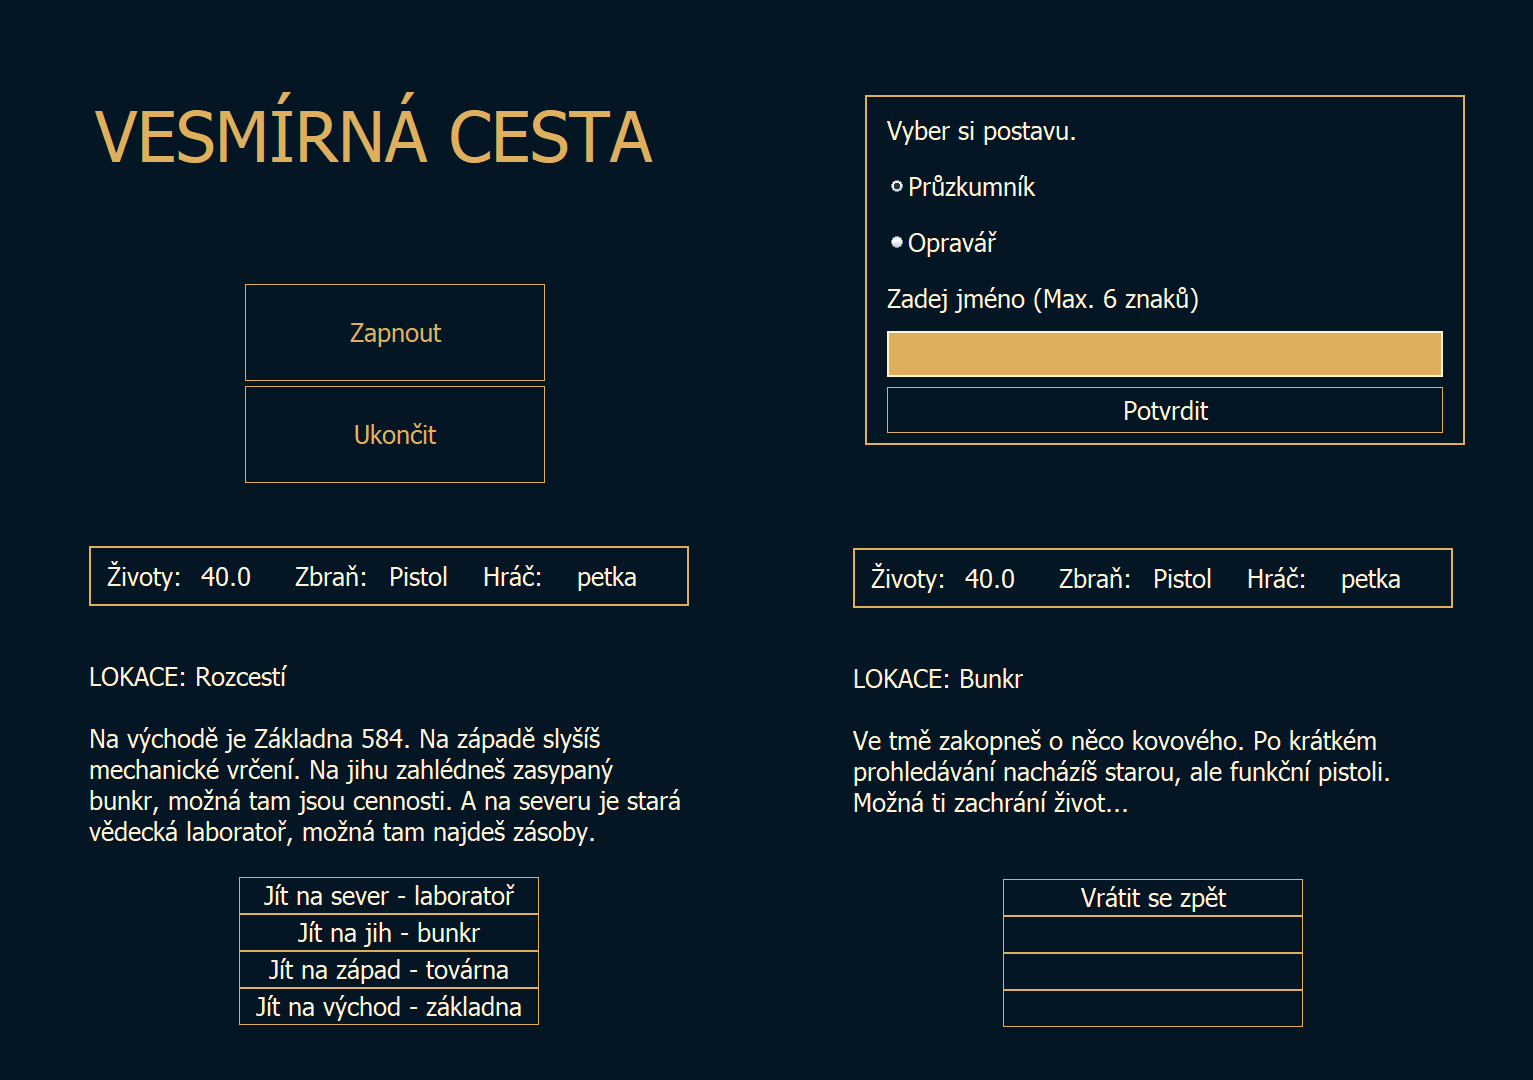 VESMÍRNÁ CESTA
Zapnout
Ukončit
Vyber si postavu.
Průzkumník
Opravář
Zadej jméno (Max. 6 znaků)
Potvrdit
Životy: 40.0 Zbraň: Pistol Hráč: petka
LOKACE: Rozcestí
Na východě je Základna 584. Na západě slyšíš
mechanické vrčení. Na jihu zahlédneš zasypaný
bunkr, možná tam jsou cennosti. A na severu je stará
vědecká laboratoř, možná tam najdeš zásoby.
Jít na sever - laboratoř
Jít na jih - bunkr
Jít na západ - továrna
Jít na východ - základna
Životy: 40.0 Zbraň: Pistol Hráč: petka
LOKACE: Bunkr
Ve tmě zakopneš o něco kovového. Po krátkém
prohledávání nacházíš starou, ale funkční pistoli.
Možná ti zachrání život...
Vrátit se zpět